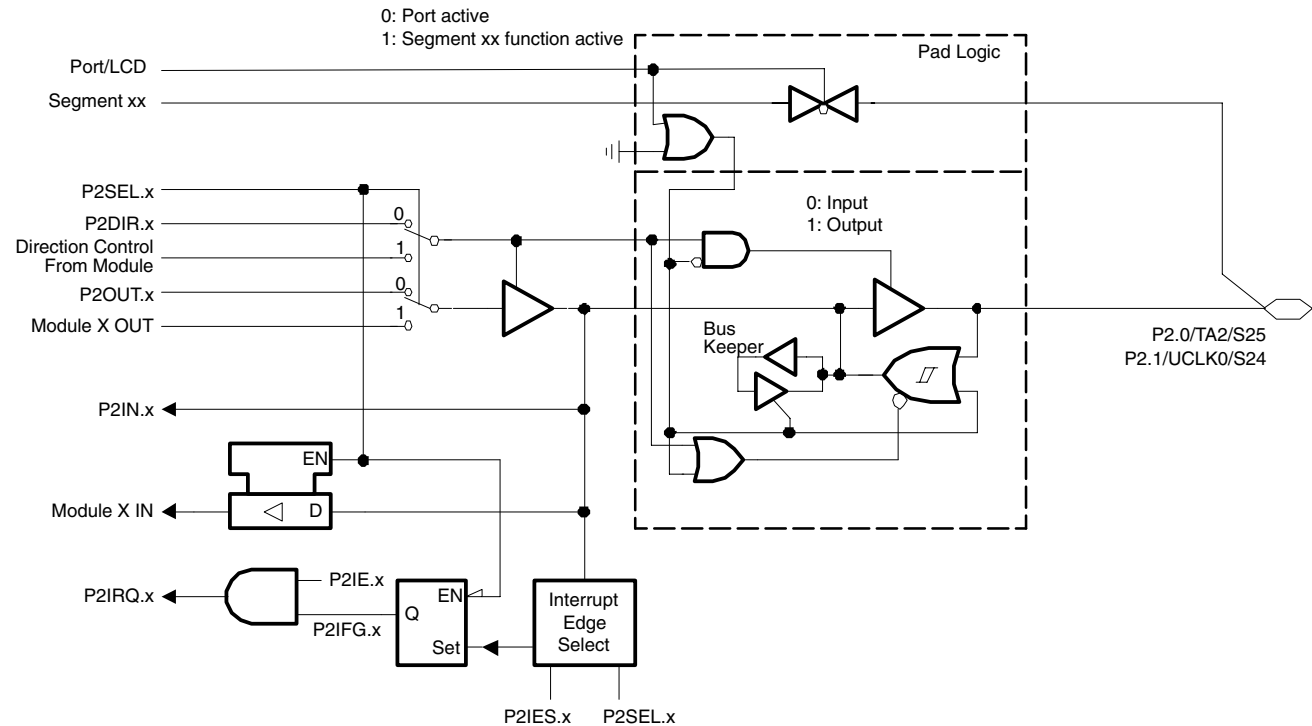 0: Port active
1: Segment xx function active
Pad Logic
Port/LCD
Segment xx
P2SEL.x
P2DIR.x
0
Direction Control
From Module
1
0: Input
1: Output
P2OUT.x
0
Module X OUT
1
Bus
Keeper
P2.0/TA2/S25
P2.1/UCLK0/S24
P2IN.x
EN
Module X IN
D
P2IE.x
P2IRQ.x
P2IFG.x
EN
Q
Set
Interrupt
Edge
Select
P2IES.x
P2SEL.x